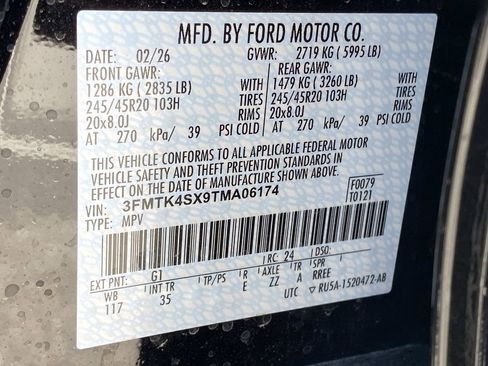 MFD. BY FORD MOTOR CO.
DATE: 02/26 GVWR: 2719 KG ( 5995 LB)
FRONT GAWR: REAR GAWR:
1286 KG ( 2835 LB) WITH 1479 KG ( 3260 LB) WITH
245/45R20 103H TIRES 245/45R20 103H TIRES
20x8.0J RIMS 20x8.0J RIMS
AT 270 kPa/ 39 PSI COLD AT 270 kPa/ 39 PSI COLD
THIS VEHICLE CONFORMS TO ALL APPLICABLE FEDERAL MOTOR
VEHICLE SAFETY AND THEFT PREVENTION STANDARDS IN
EFFECT ON THE DATE OF MANUFACTURE SHOWN ABOVE.
VIN: 3FMTK4SX9TMA06174 F0079
TYPE: MPV T0121
RC: 24 DSO:
EXT PNT: G1
WB INT TR TP/PS R AXLE TR SPR
117 35 E ZZ A RREE
UTC ▽ RU5A-1520472-AB